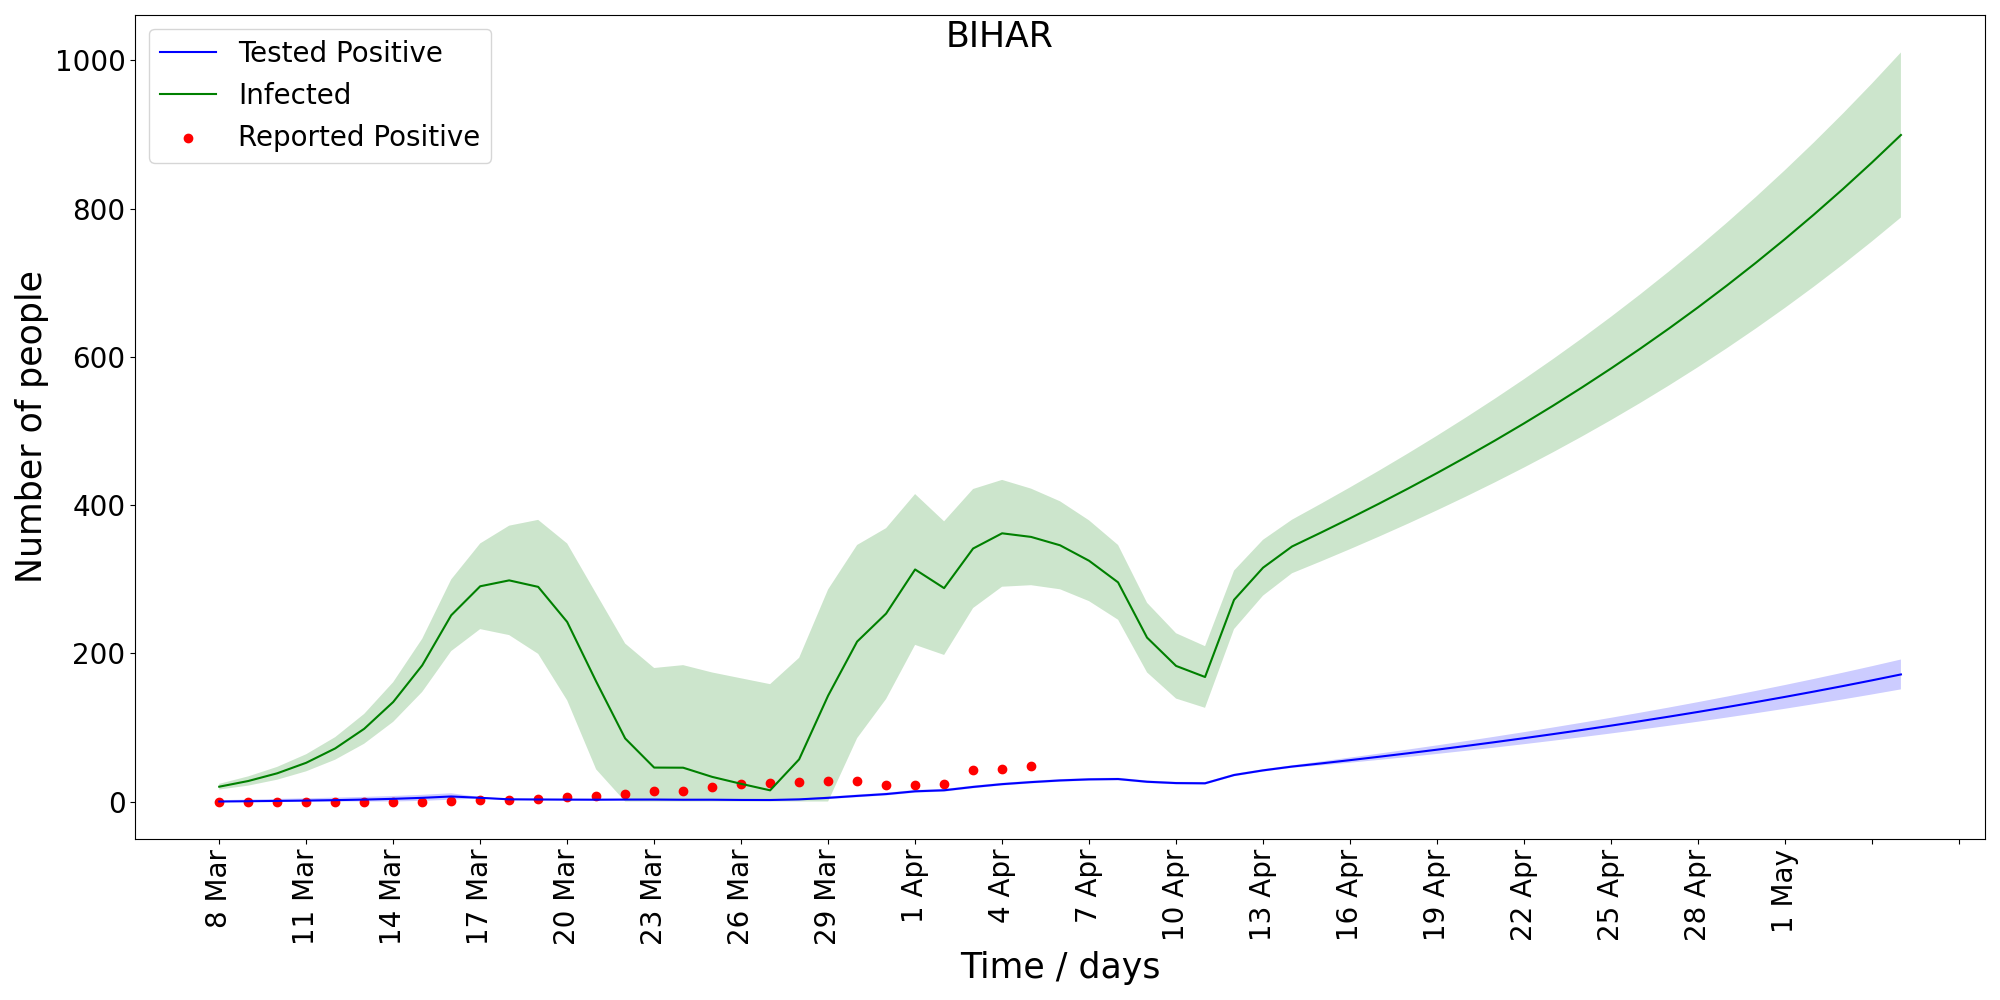 BIHAR
Tested Positive
Infected
Reported Positive
1000
800
600
400
200
0
Number of people
8 Mar
11 Mar
14 Mar
17 Mar
20 Mar
23 Mar
26 Mar
29 Mar
1 Apr
4 Apr
7 Apr
10 Apr
13 Apr
16 Apr
19 Apr
22 Apr
25 Apr
28 Apr
1 May
Time / days